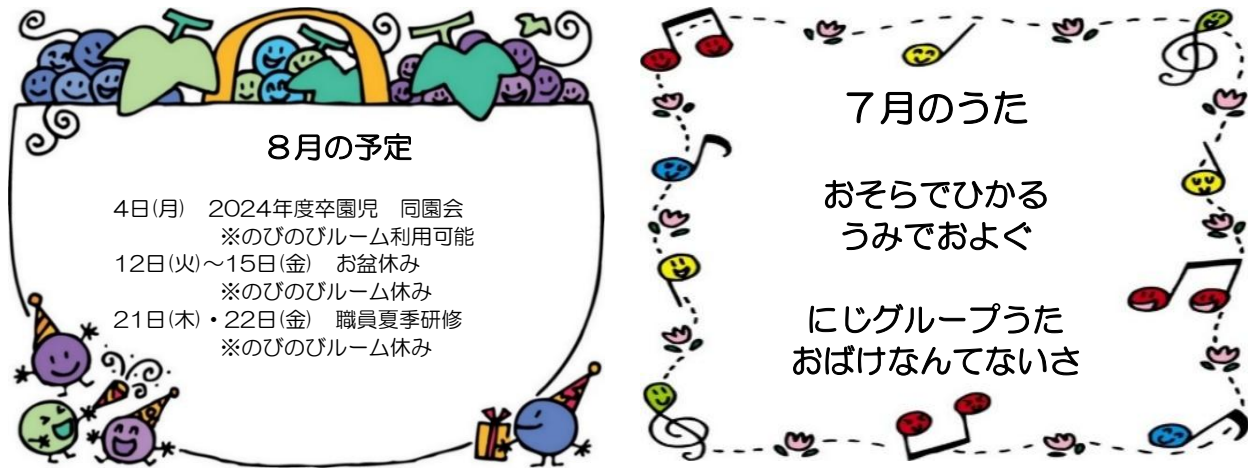 8月の予定
4日(月)　2024年度卒園児　同園会
※のびのびルーム利用可能
12日(火)～15日(金)　お盆休み
※のびのびルーム休み
21日(木)・22日(金)　職員夏季研修
※のびのびルーム休み
７月のうた
おそらでひかる
うみでおよぐ
にじグループうた
おばけなんてないさ